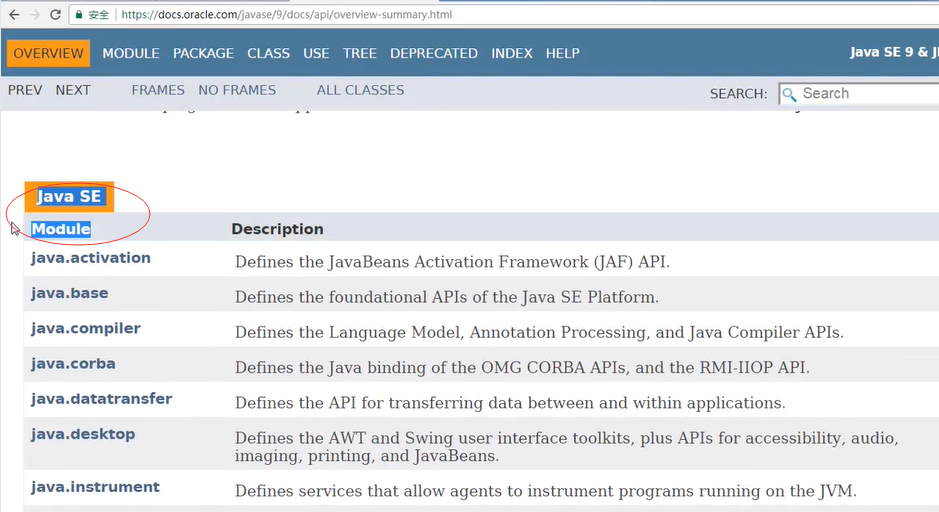 安全 https://docs.oracle.com/javase/9/docs/api/overview-summary.html
OVERVIEW MODULE PACKAGE CLASS USE TREE DEPRECATED INDEX HELP Java SE 9 &
PREV NEXT FRAMES NO FRAMES ALL CLASSES SEARCH: Search
Java SE
Module Description
java.activation Defines the JavaBeans Activation Framework (JAF) API.
java.base Defines the foundational APIs of the Java SE Platform.
java.compiler Defines the Language Model, Annotation Processing, and Java Compiler APIs.
java.corba Defines the Java binding of the OMG CORBA APIs, and the RMI-IIOP API.
java.datatransfer Defines the API for transferring data between and within applications.
java.desktop Defines the AWT and Swing user interface toolkits, plus APIs for accessibility, audio,
imaging, printing, and JavaBeans.
java.instrument Defines services that allow agents to instrument programs running on the JVM.